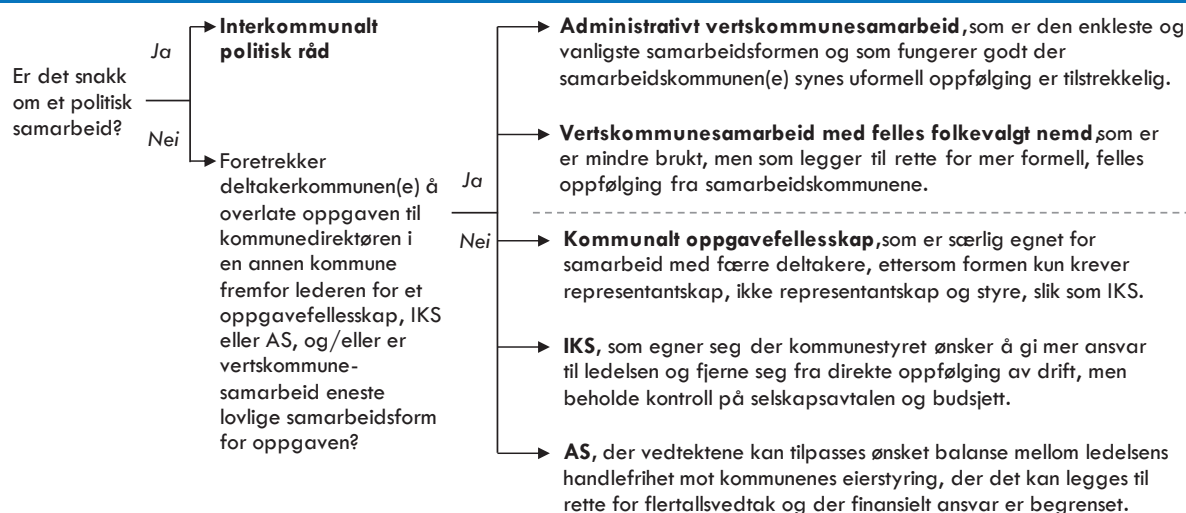 Er det snakk
om et politisk
samarbeid?
Ja
Nei
Interkommunalt
politisk råd
Foretrekker
deltakerkommunen(e) å
overlate oppgaven til
kommunedirektøren i
en annen kommune
fremfor lederen for et
oppgavefellesskap, IKS
eller AS, og/eller er
vertskommune-
samarbeid eneste
lovlige samarbeidsform
for oppgaven?
Ja
Nei
Administrativt vertskommunesamarbeid, som er den enkleste og
vanligste samarbeidsformen og som fungerer godt der
samarbeidskommunen(e) synes uformell oppfølging er tilstrekkelig.
Vertskommunesamarbeid med felles folkevalgt nemd, som er
er mindre brukt, men som legger til rette for mer formell, felles
oppfølging fra samarbeidskommunene.
Kommunalt oppgavefellesskap, som er særlig egnet for
samarbeid med færre deltakere, ettersom formen kun krever
representantskap, ikke representantskap og styre, slik som IKS.
IKS, som egner seg der kommunestyret ønsker å gi mer ansvar
til ledelsen og fjerne seg fra direkte oppfølging av drift, men
beholde kontroll på selskapsavtalen og budsjett.
AS, der vedtektene kan tilpasses ønsket balanse mellom ledelsens
handlefrihet mot kommunenes eierstyring, der det kan legges til
rette for flertallsvedtak og der finansielt ansvar er begrenset.